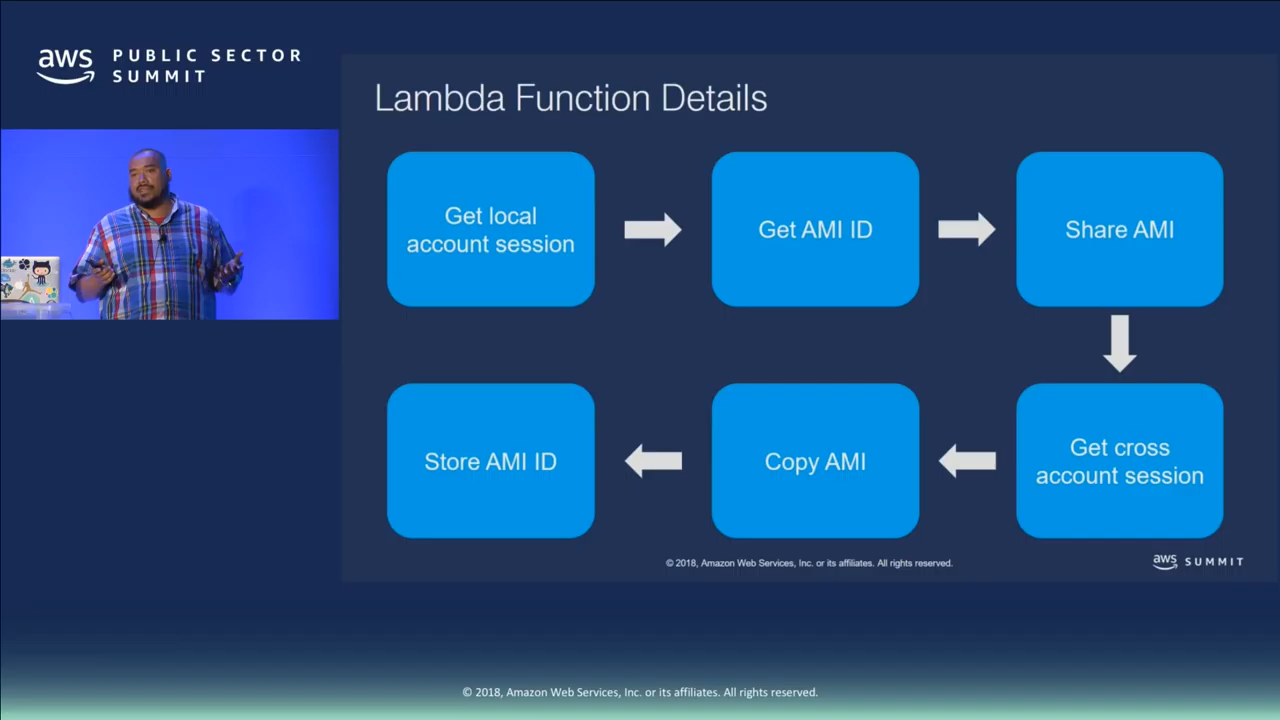 aws
PUBLIC SECTOR
SUMMIT
Lambda Function Details
Get local
account session
Get AMI ID
Share AMI
Get cross
account session
Copy AMI
Store AMI ID
© 2018, Amazon Web Services, Inc. or its affiliates. All rights reserved.
aws SUMMIT
© 2018, Amazon Web Services, Inc. or its affiliates. All rights reserved.